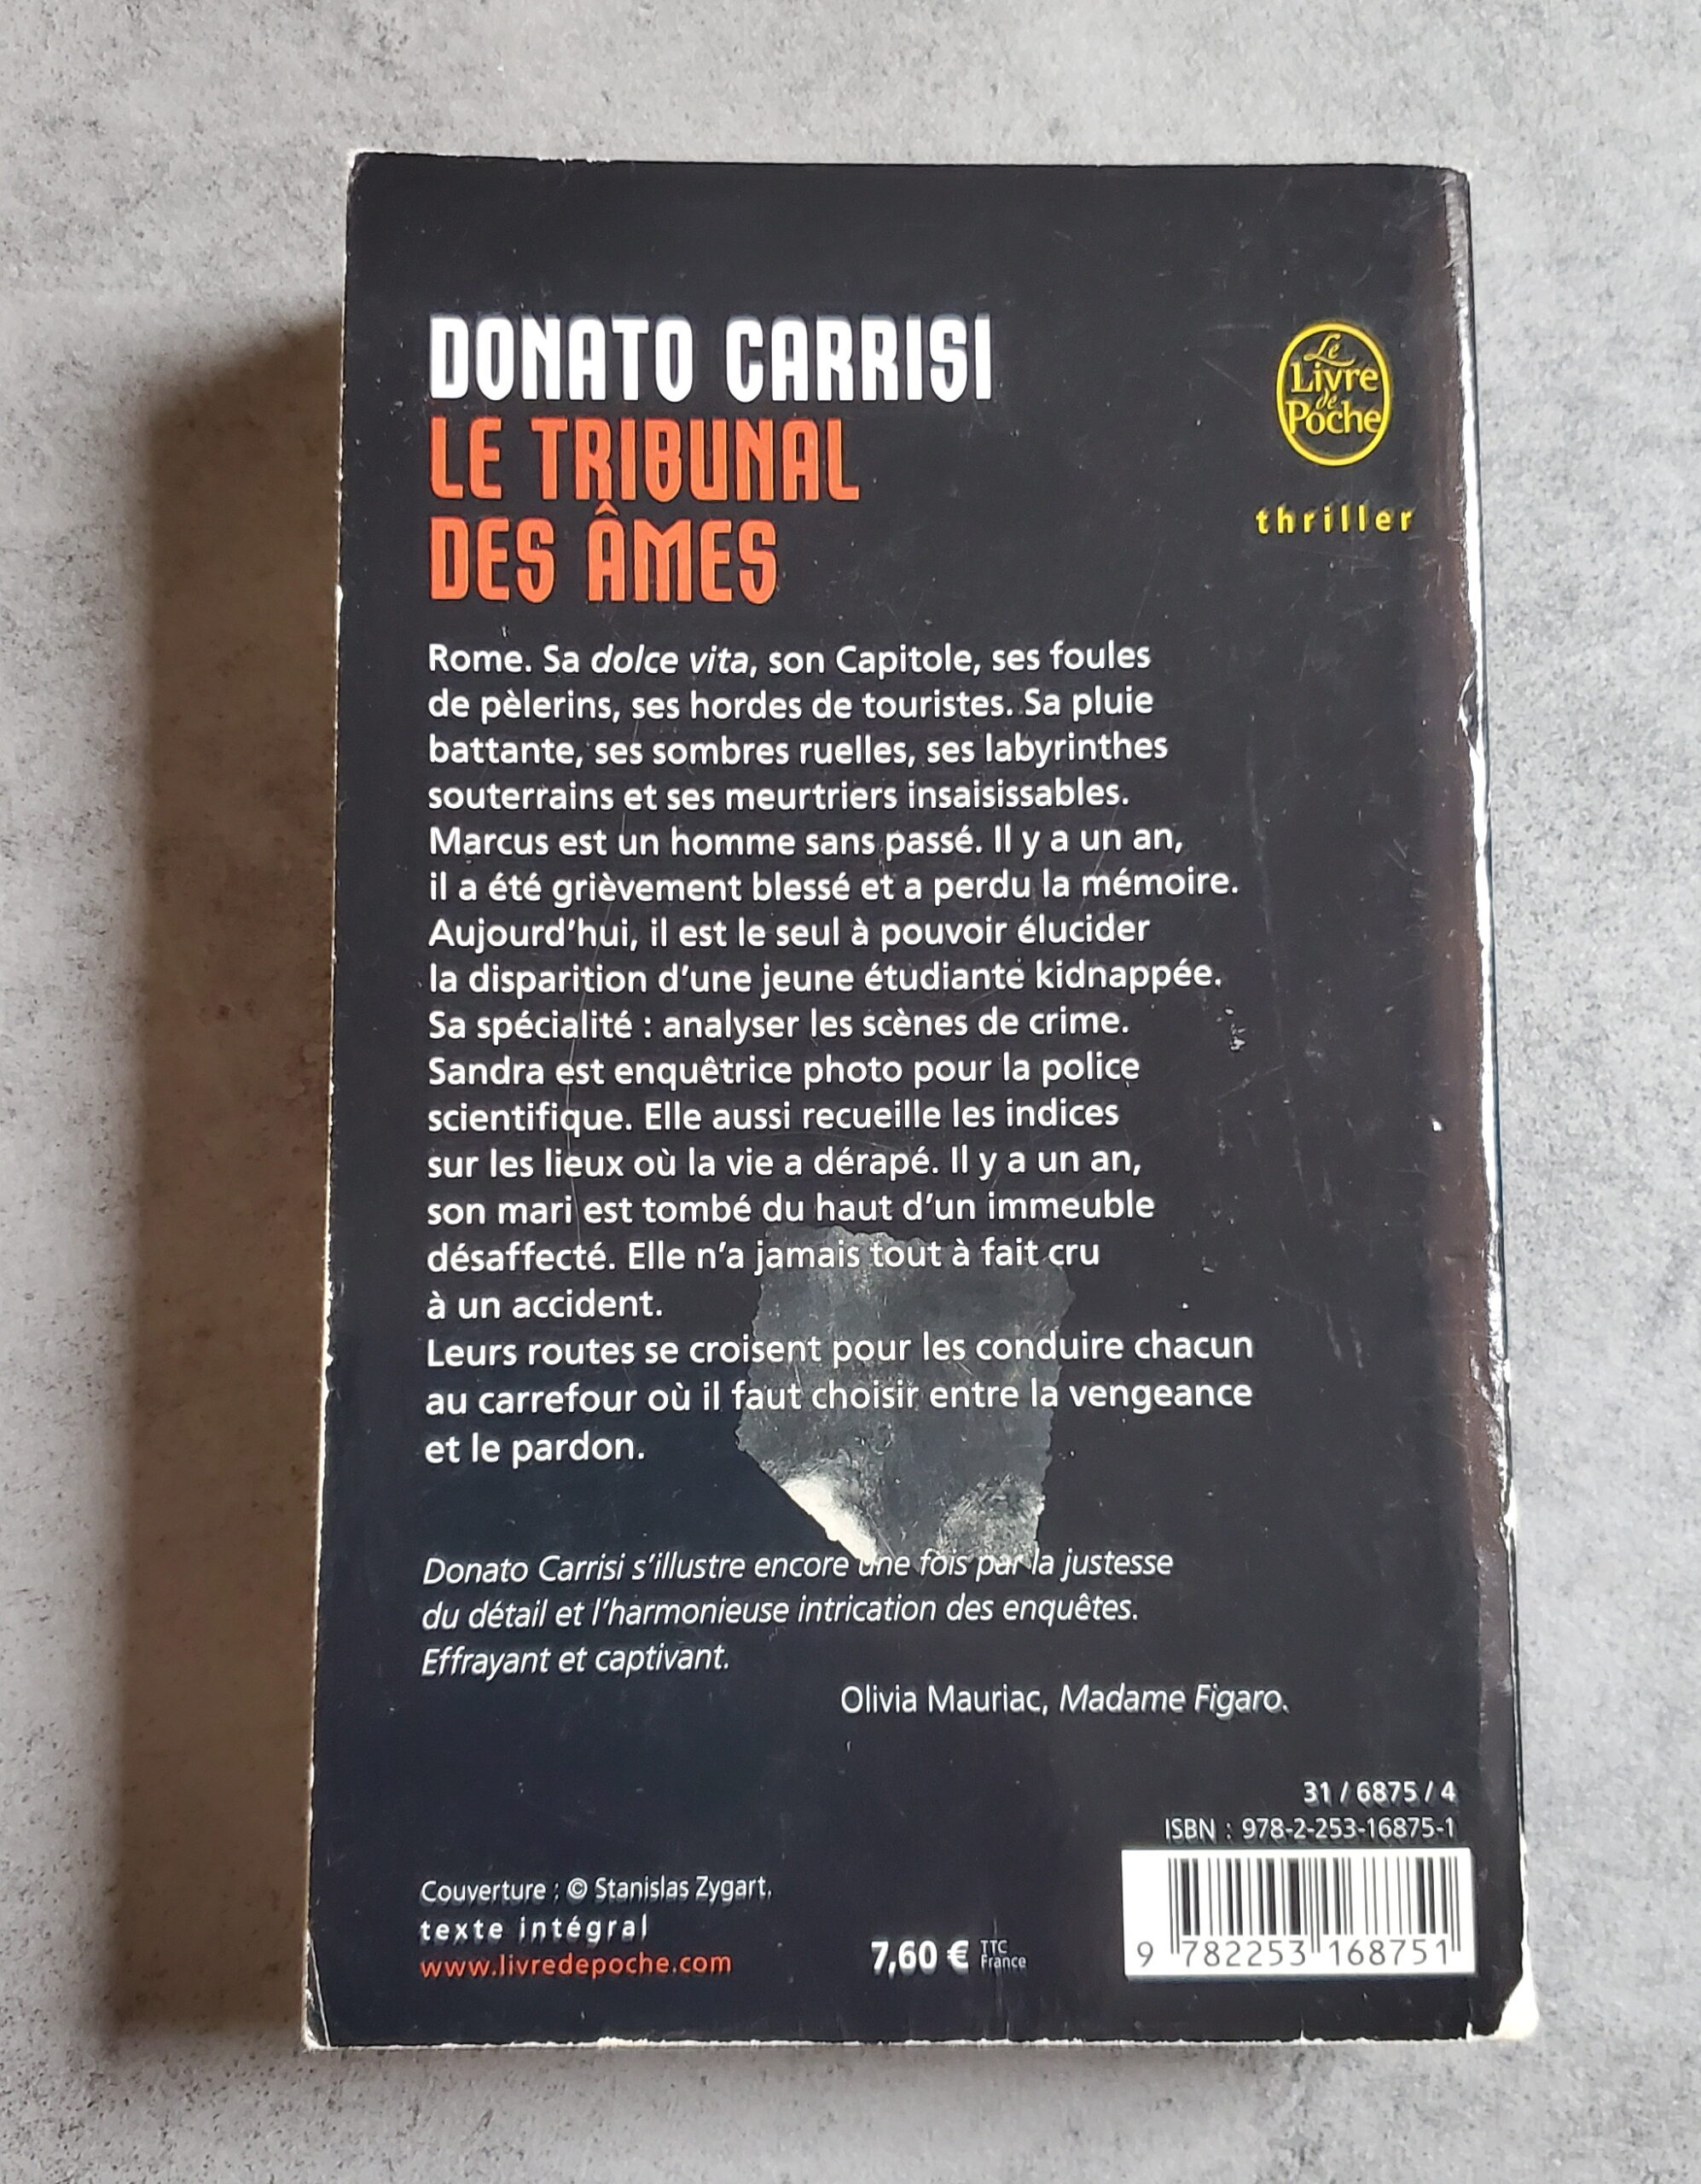 DONATO CARRISI
LE TRIBUNAL
DES ÂMES
Le
Livre
de
Poche
thriller
Rome. Sa dolce vita, son Capitole, ses foules
de pèlerins, ses hordes de touristes. Sa pluie
battante, ses sombres ruelles, ses labyrinthes
souterrains et ses meurtriers insaisissables.
Marcus est un homme sans passé. Il y a un an,
il a été grièvement blessé et a perdu la mémoire.
Aujourd'hui, il est le seul à pouvoir élucider
la disparition d'une jeune étudiante kidnappée.
Sa spécialité : analyser les scènes de crime.
Sandra est enquêtrice photo pour la police
scientifique. Elle aussi recueille les indices
sur les lieux où la vie a dérapé. Il y a un an,
son mari est tombé du haut d'un immeuble
désaffecté. Elle n'a jamais tout à fait cru
à un accident.
Leurs routes se croisent pour les conduire chacun
au carrefour où il faut choisir entre la vengeance
et le pardon.
Donato Carrisi s'illustre encore une fois par la justesse
du détail et l'harmonieuse intrication des enquêtes.
Effrayant et captivant.
Olivia Mauriac, Madame Figaro.
31 / 6875 / 4
ISBN : 978-2-253-16875-1
Couverture : © Stanislas Zygart.
texte intégral
www.livredepoche.com
7,60 € TTC
France
9 782253 168751